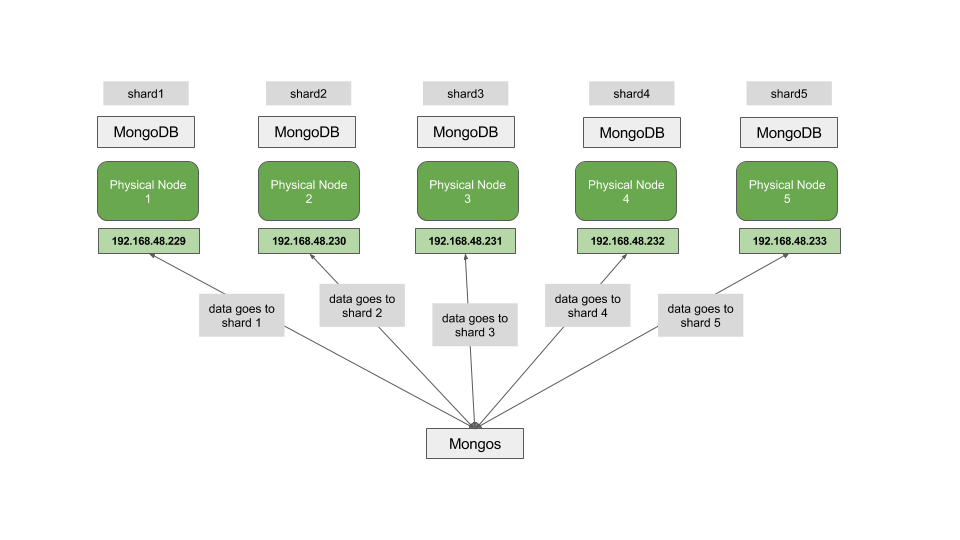 shard1
shard2
shard3
shard4
shard5
MongoDB
MongoDB
MongoDB
MongoDB
MongoDB
Physical Node
1
Physical Node
2
Physical Node
3
Physical Node
4
Physical Node
5
192.168.48.229
192.168.48.230
192.168.48.231
192.168.48.232
192.168.48.233
data goes to
shard 1
data goes to
shard 2
data goes to
shard 3
data goes to
shard 4
data goes to
shard 5
Mongos